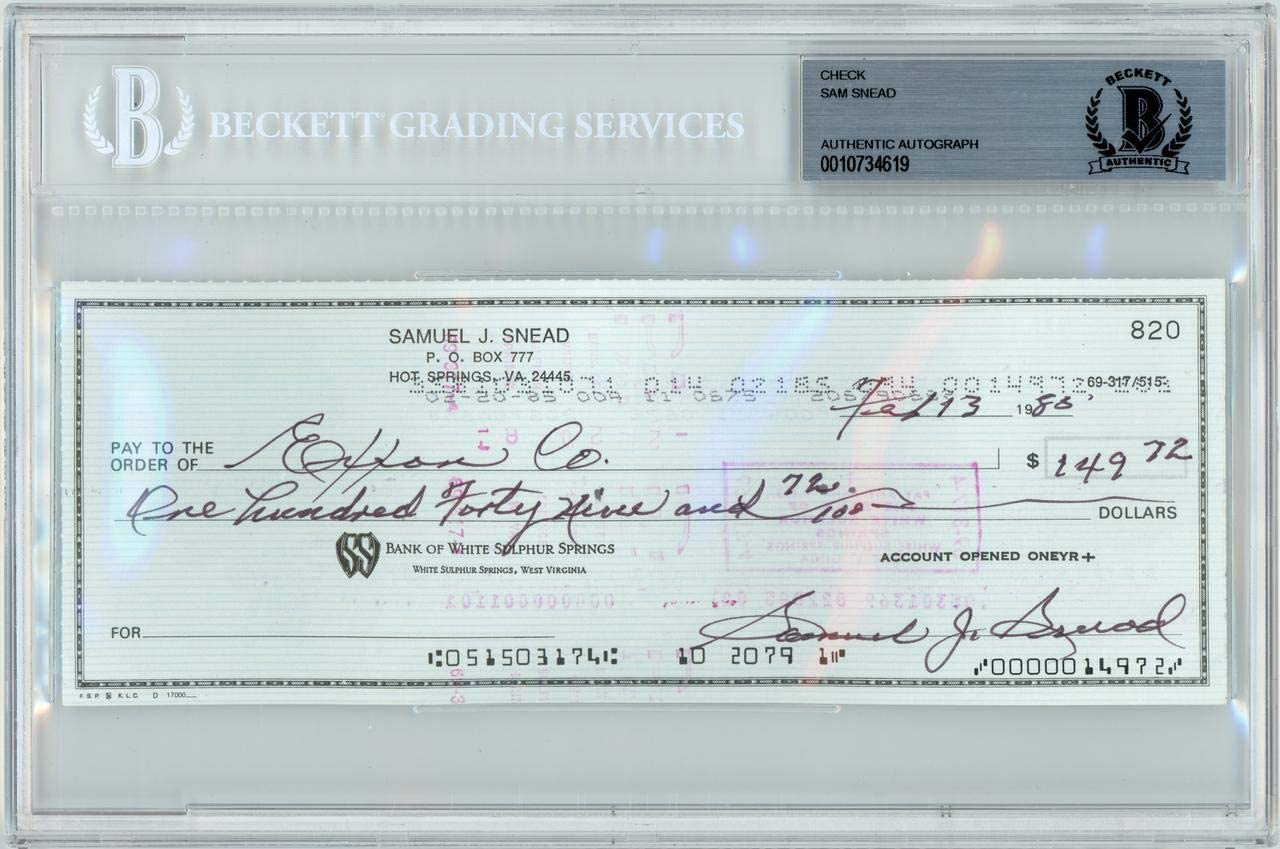 BECKETT GRADING SERVICES
CHECK
SAM SNEAD
AUTHENTIC AUTOGRAPH
0010734619
BECKETT
B
AUTHENTIC
SAMUEL J. SNEAD
P. O. BOX 777
HOT SPRINGS, VA 24445
820
69-317/515
Feb 13 1985
PAY TO THE ORDER OF Exxon Co. $ 149 72
One hundred Forty Nine and 72/100 DOLLARS
SS BANK OF WHITE SULPHUR SPRINGS
WHITE SULPHUR SPRINGS, WEST VIRGINIA
ACCOUNT OPENED ONEYR+
FOR
Samuel J. Snead
⑆051503174⑆ 10 2079 1⑈ ⑈0000014972⑈
F.S.P. K.L.C. D 17000